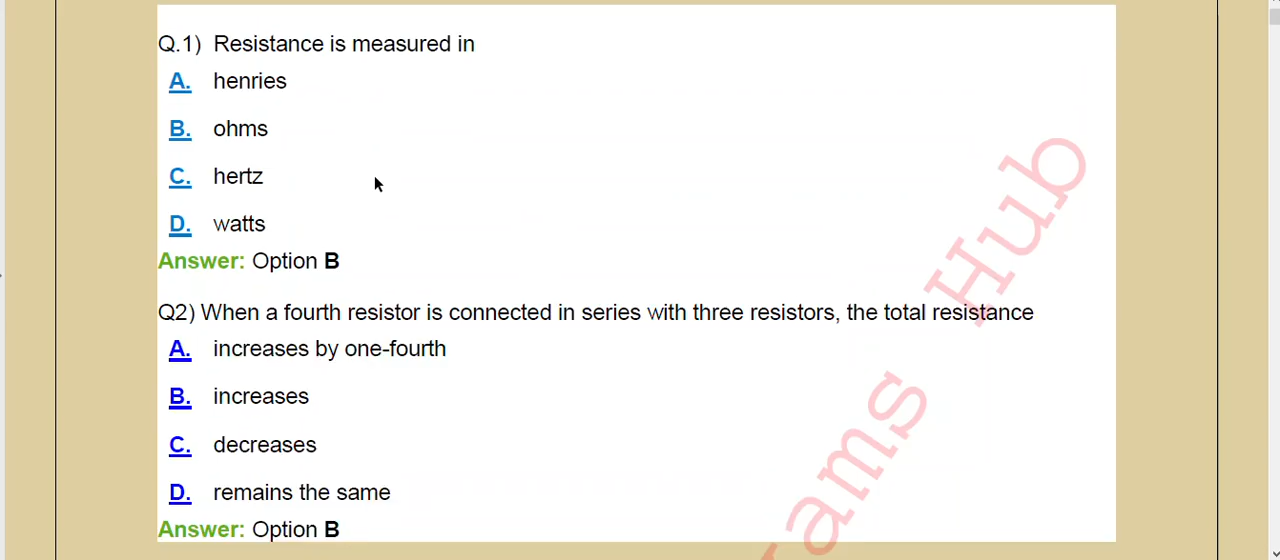 Q.1) Resistance is measured in
A. henries
B. ohms
C. hertz
D. watts
Answer: Option B
Q2) When a fourth resistor is connected in series with three resistors, the total resistance
A. increases by one-fourth
B. increases
C. decreases
D. remains the same
Answer: Option B
Hub